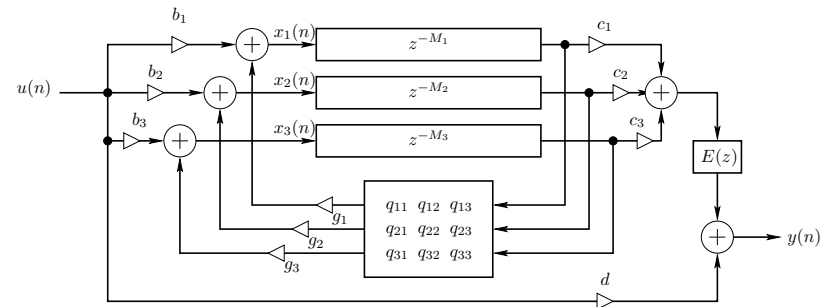 b₁
x₁(n)
z^{-M₁}
c₁
u(n)
b₂
x₂(n)
z^{-M₂}
c₂
b₃
x₃(n)
z^{-M₃}
c₃
E(z)
q₁₁ q₁₂ q₁₃
g₁
q₂₁ q₂₂ q₂₃
g₂
q₃₁ q₃₂ q₃₃
g₃
y(n)
d